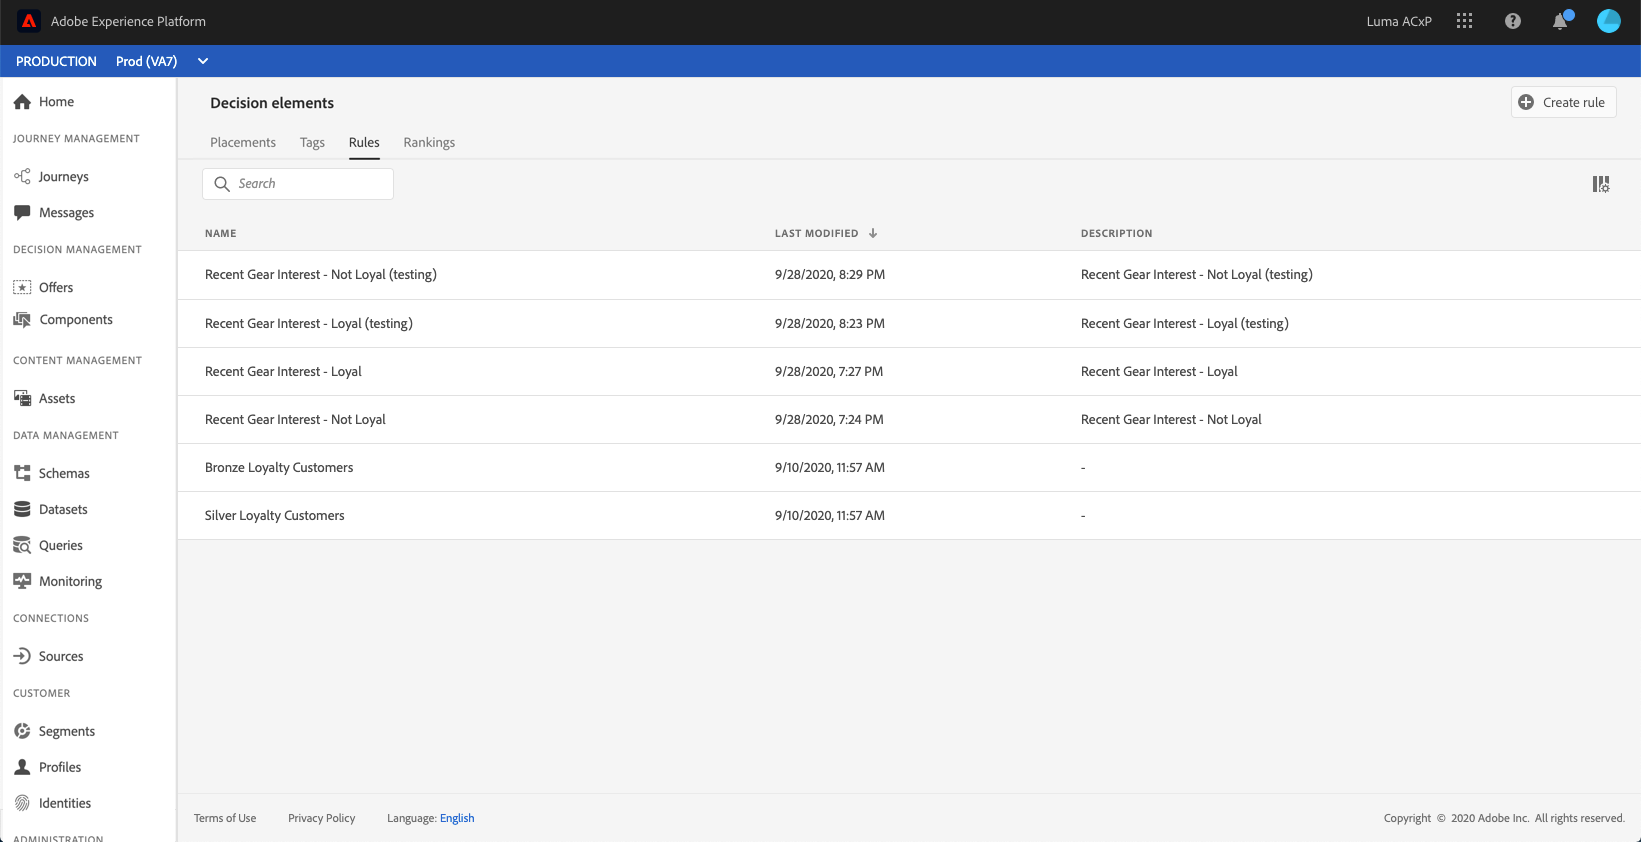 Adobe Experience Platform
Luma ACxP
PRODUCTION Prod (VA7)
Home
JOURNEY MANAGEMENT
Journeys
Messages
DECISION MANAGEMENT
Offers
Components
CONTENT MANAGEMENT
Assets
DATA MANAGEMENT
Schemas
Datasets
Queries
Monitoring
CONNECTIONS
Sources
CUSTOMER
Segments
Profiles
Identities
ADMINISTRATION
Decision elements
Create rule
Placements Tags Rules Rankings
Search
NAME LAST MODIFIED DESCRIPTION
Recent Gear Interest - Not Loyal (testing) 9/28/2020, 8:29 PM Recent Gear Interest - Not Loyal (testing)
Recent Gear Interest - Loyal (testing) 9/28/2020, 8:23 PM Recent Gear Interest - Loyal (testing)
Recent Gear Interest - Loyal 9/28/2020, 7:27 PM Recent Gear Interest - Loyal
Recent Gear Interest - Not Loyal 9/28/2020, 7:24 PM Recent Gear Interest - Not Loyal
Bronze Loyalty Customers 9/10/2020, 11:57 AM -
Silver Loyalty Customers 9/10/2020, 11:57 AM -
Terms of Use Privacy Policy Language: English
Copyright © 2020 Adobe Inc. All rights reserved.